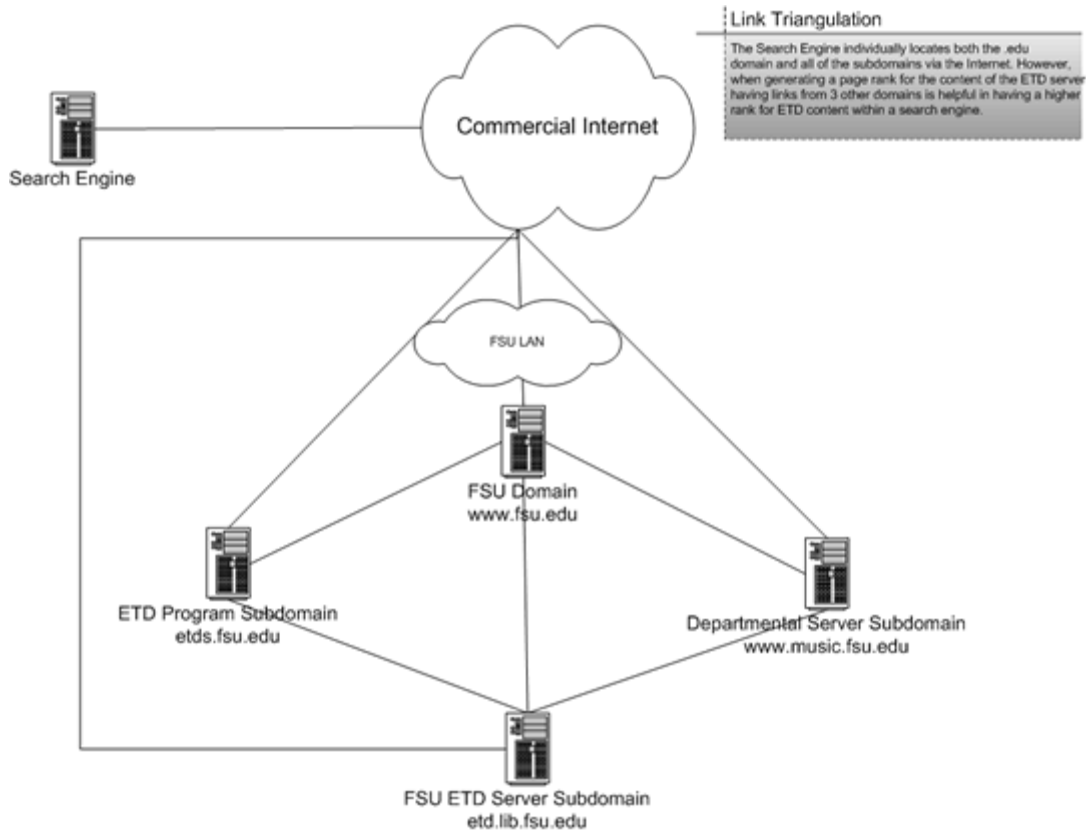 Link Triangulation
The Search Engine individually locates both the .edu
domain and all of the subdomains via the Internet. However,
when generating a page rank for the content of the ETD server
having links from 3 other domains is helpful in having a higher
rank for ETD content within a search engine.
Commercial Internet
Search Engine
FSU LAN
FSU Domain
www.fsu.edu
ETD Program Subdomain
etds.fsu.edu
Departmental Server Subdomain
www.music.fsu.edu
FSU ETD Server Subdomain
etd.lib.fsu.edu